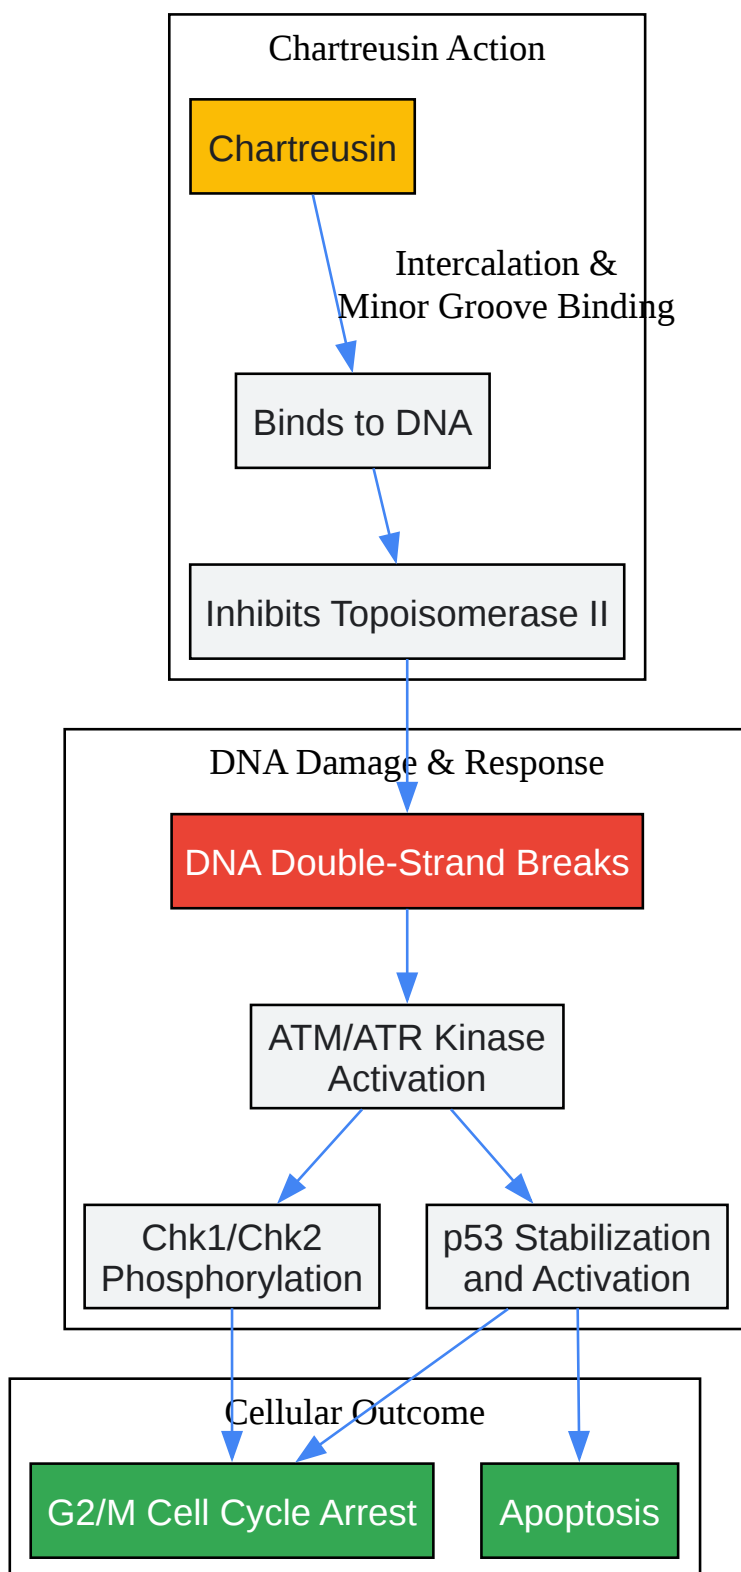 Chartreusin Action
Chartreusin
Intercalation &
Minor Groove Binding
Binds to DNA
Inhibits Topoisomerase II
DNA Damage & Response
DNA Double-Strand Breaks
ATM/ATR Kinase
Activation
Chk1/Chk2
Phosphorylation
p53 Stabilization
and Activation
Cellular Outcome
G2/M Cell Cycle Arrest
Apoptosis